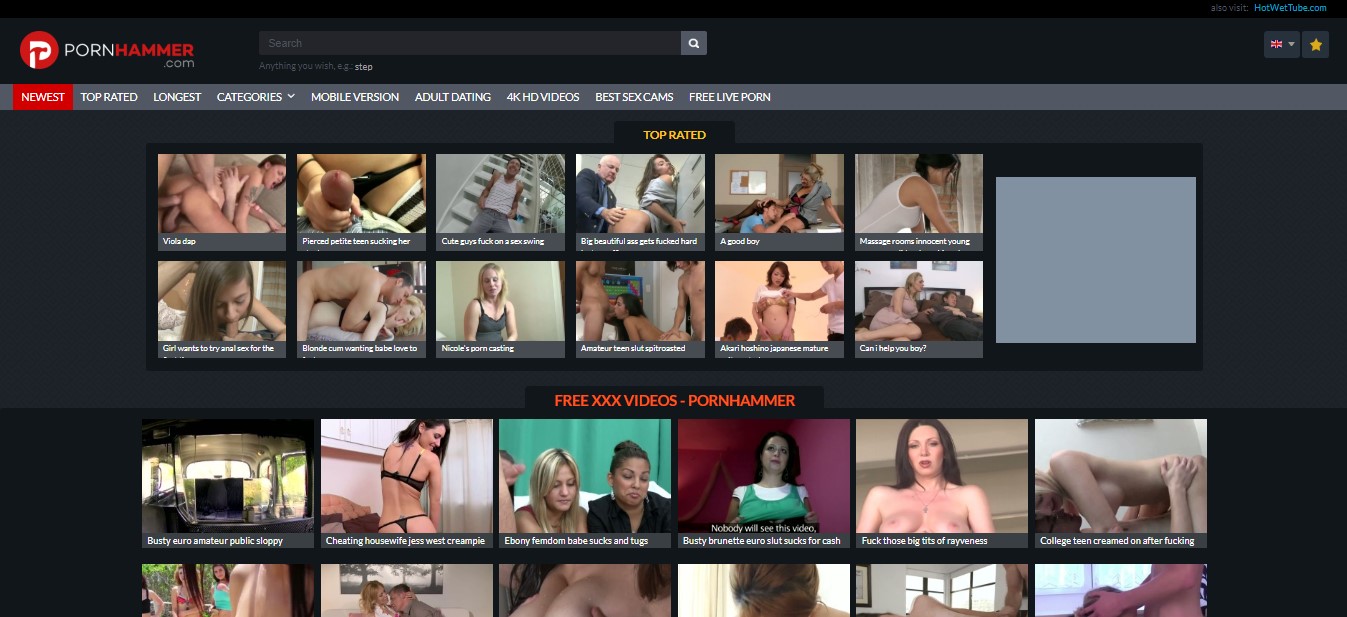 also visit: HotWetTube.com
PORNHAMMER
.com
Search
Anything you wish, e.g.: step
NEWEST TOP RATED LONGEST CATEGORIES MOBILE VERSION ADULT DATING 4K HD VIDEOS BEST SEX CAMS FREE LIVE PORN
TOP RATED
Viola dap
Pierced petite teen sucking her
Cute guys fuck on a sex swing
Big beautiful ass gets fucked hard
A good boy
Massage rooms innocent young
Girl wants to try anal sex for the
Blonde cum wanting babe love to
Nicole's porn casting
Amateur teen slut spitroasted
Akari hoshino japanese mature
Can i help you boy?
FREE XXX VIDEOS - PORNHAMMER
Nobody will see this video,
Busty euro amateur public sloppy
Cheating housewife jess west creampie
Ebony femdom babe sucks and tugs
Busty brunette euro slut sucks for cash
Fuck those big tits of rayveness
College teen creamed on after fucking